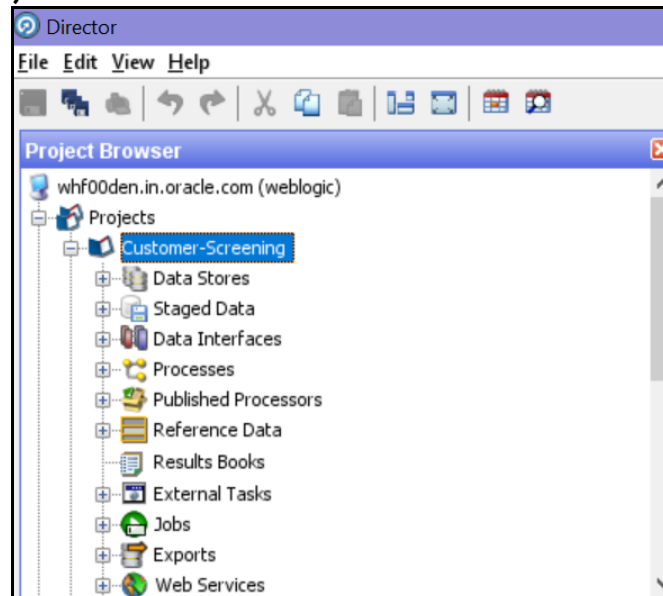 Director
File Edit View Help
Project Browser
whf00den.in.oracle.com (weblogic)
Projects
Customer-Screening
Data Stores
Staged Data
Data Interfaces
Processes
Published Processors
Reference Data
Results Books
External Tasks
Jobs
Exports
Web Services